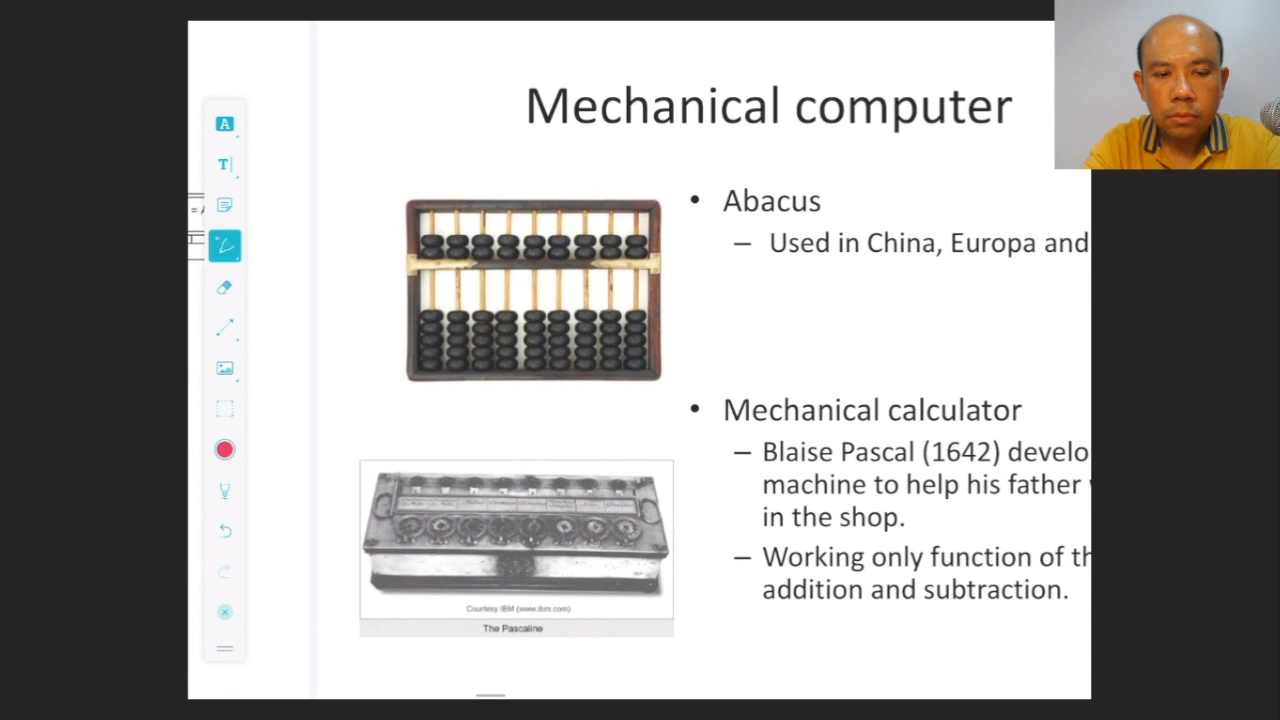 Mechanical computer
• Abacus
– Used in China, Europa and
• Mechanical calculator
– Blaise Pascal (1642) develo
machine to help his father
in the shop.
– Working only function of th
addition and subtraction.
Courtesy IBM (www.ibm.com)
The Pascaline
A
T
= A